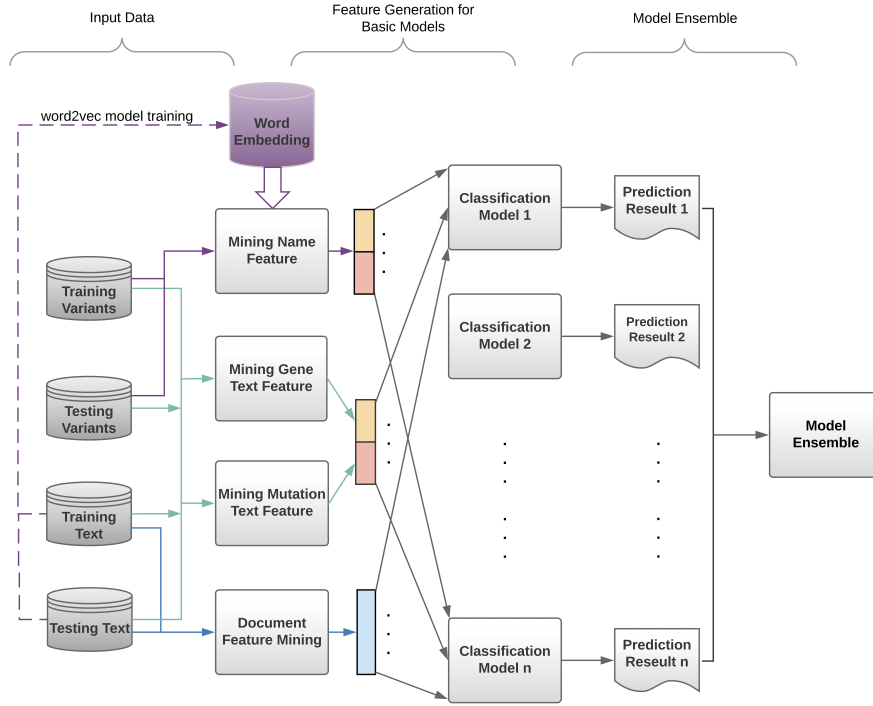 Input Data
Feature Generation for
Basic Models
Model Ensemble
word2vec model training
Word
Embedding
Mining Name
Feature
Training
Variants
Mining Gene
Text Feature
Testing
Variants
Mining Mutation
Text Feature
Training
Text
Testing Text
Document
Feature Mining
Classification
Model 1
Prediction
Reseult 1
Classification
Model 2
Prediction
Reseult 2
Model
Ensemble
Classification
Model n
Prediction
Reseult n